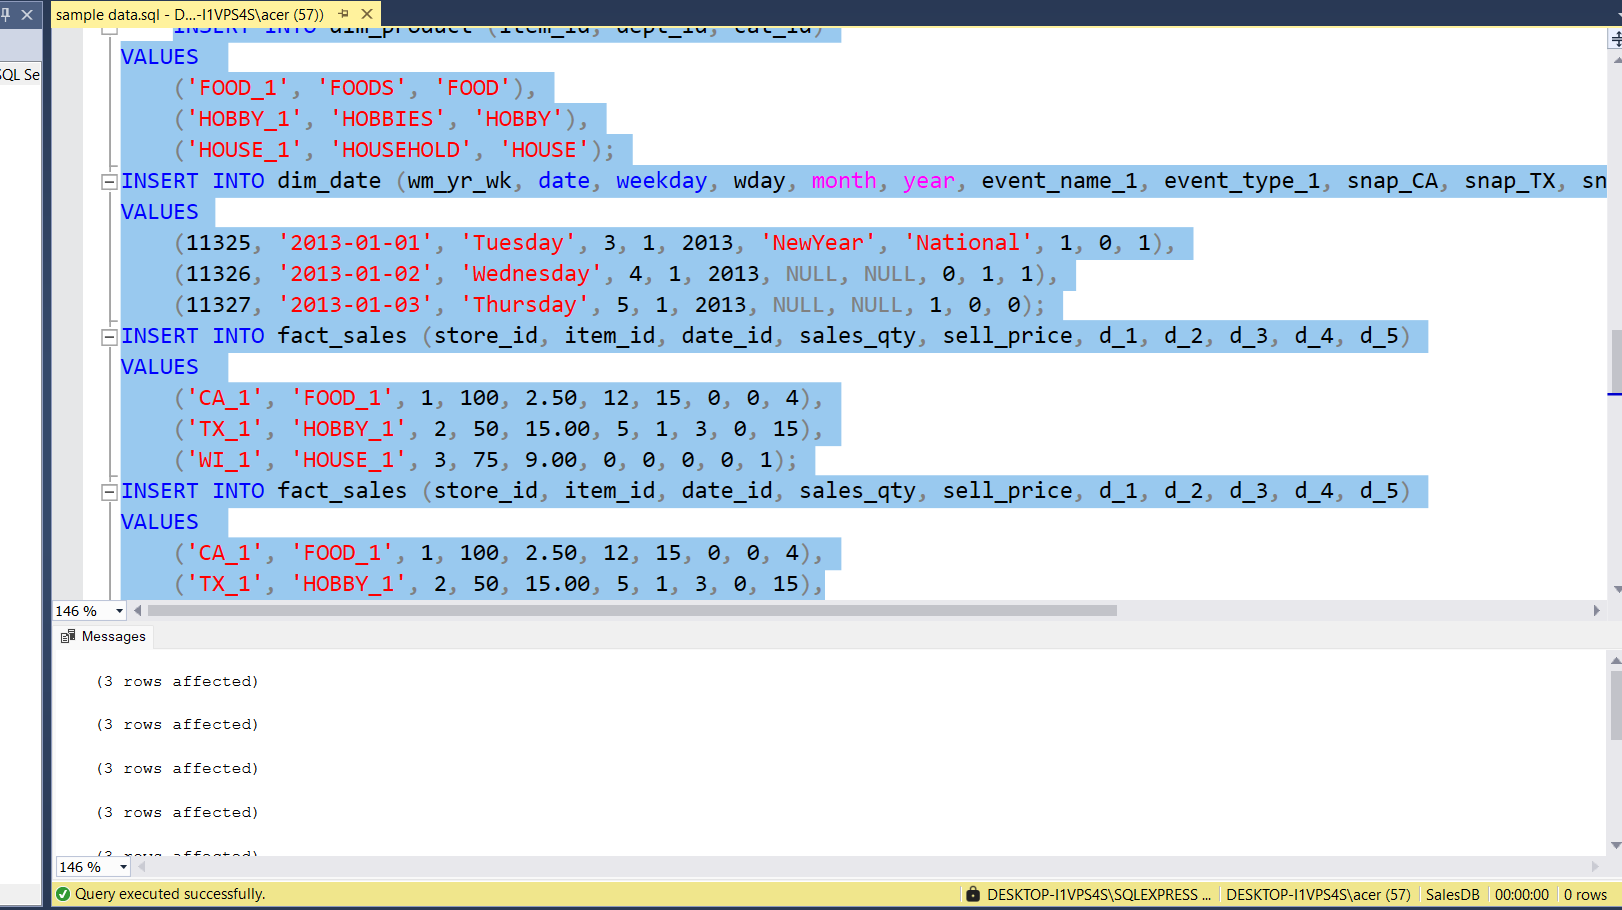 sample data.sql - D...-I1VPS4S\acer (57))
SQL Se
INSERT INTO dim_product (item_id, dept_id, cat_id)
VALUES
('FOOD_1', 'FOODS', 'FOOD'),
('HOBBY_1', 'HOBBIES', 'HOBBY'),
('HOUSE_1', 'HOUSEHOLD', 'HOUSE');
INSERT INTO dim_date (wm_yr_wk, date, weekday, wday, month, year, event_name_1, event_type_1, snap_CA, snap_TX, sn
VALUES
(11325, '2013-01-01', 'Tuesday', 3, 1, 2013, 'NewYear', 'National', 1, 0, 1),
(11326, '2013-01-02', 'Wednesday', 4, 1, 2013, NULL, NULL, 0, 1, 1),
(11327, '2013-01-03', 'Thursday', 5, 1, 2013, NULL, NULL, 1, 0, 0);
INSERT INTO fact_sales (store_id, item_id, date_id, sales_qty, sell_price, d_1, d_2, d_3, d_4, d_5)
VALUES
('CA_1', 'FOOD_1', 1, 100, 2.50, 12, 15, 0, 0, 4),
('TX_1', 'HOBBY_1', 2, 50, 15.00, 5, 1, 3, 0, 15),
('WI_1', 'HOUSE_1', 3, 75, 9.00, 0, 0, 0, 0, 1);
INSERT INTO fact_sales (store_id, item_id, date_id, sales_qty, sell_price, d_1, d_2, d_3, d_4, d_5)
VALUES
('CA_1', 'FOOD_1', 1, 100, 2.50, 12, 15, 0, 0, 4),
('TX_1', 'HOBBY_1', 2, 50, 15.00, 5, 1, 3, 0, 15),
146 %
Messages
(3 rows affected)
(3 rows affected)
(3 rows affected)
(3 rows affected)
(3 rows affected)
146 %
Query executed successfully.
DESKTOP-I1VPS4S\SQLEXPRESS ...
DESKTOP-I1VPS4S\acer (57)
SalesDB
00:00:00
0 rows